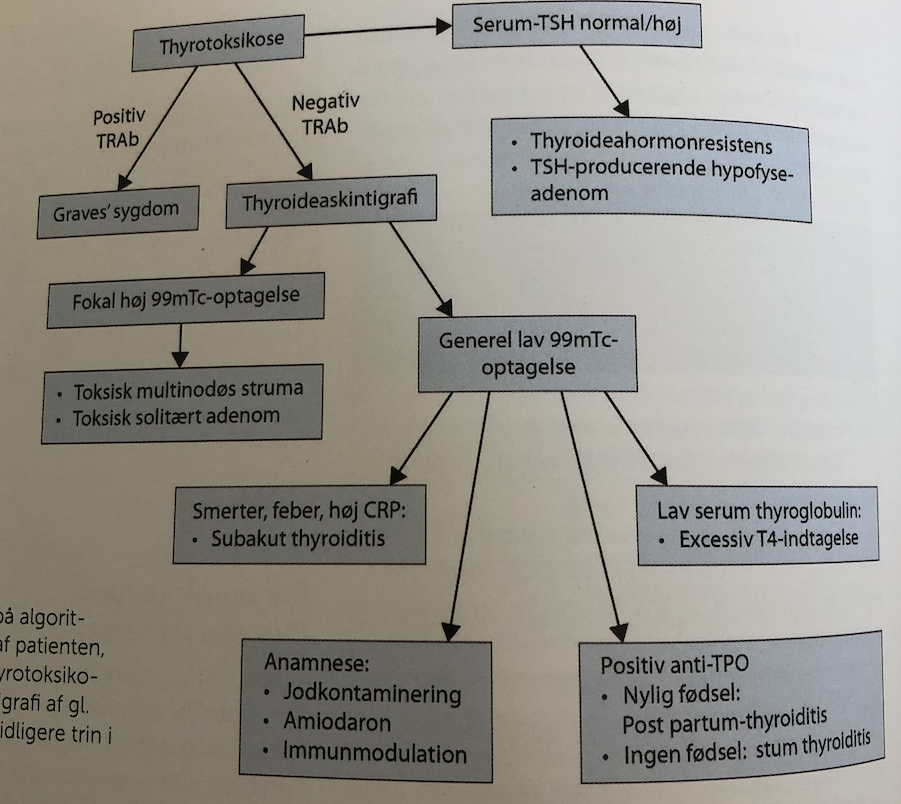 Thyrotoksikose
Serum-TSH normal/høj
Positiv
TRAb
Negativ
TRAb
• Thyroideahormonresistens
• TSH-producerende hypofyse-
adenom
Graves' sygdom
Thyroideaskintigrafi
Fokal høj 99mTc-optagelse
Generel lav 99mTc-
optagelse
• Toksisk multinodøs struma
• Toksisk solitært adenom
Smerter, feber, høj CRP:
• Subakut thyroiditis
Lav serum thyroglobulin:
• Excessiv T4-indtagelse
Anamnese:
• Jodkontaminering
• Amiodaron
• Immunmodulation
Positiv anti-TPO
• Nylig fødsel:
Post partum-thyroiditis
• Ingen fødsel: stum thyroiditis
på algorit-
af patienten,
yrotoksiko-
grafi af gl.
idligere trin i